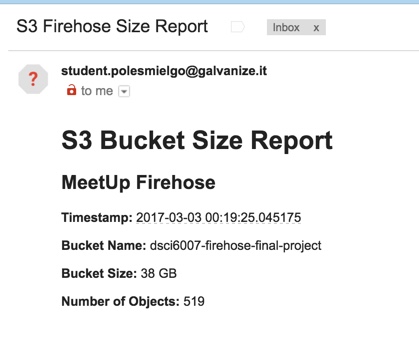 S3 Firehose Size Report
Inbox x
?
student.polesmielgo@galvanize.it
to me
S3 Bucket Size Report
MeetUp Firehose
Timestamp: 2017-03-03 00:19:25.045175
Bucket Name: dsci6007-firehose-final-project
Bucket Size: 38 GB
Number of Objects: 519